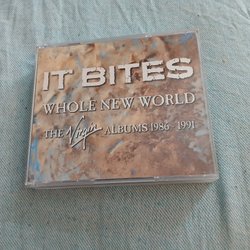 IT BITES
WHOLE NEW WORLD
THE Virgin ALBUMS 1986-1991